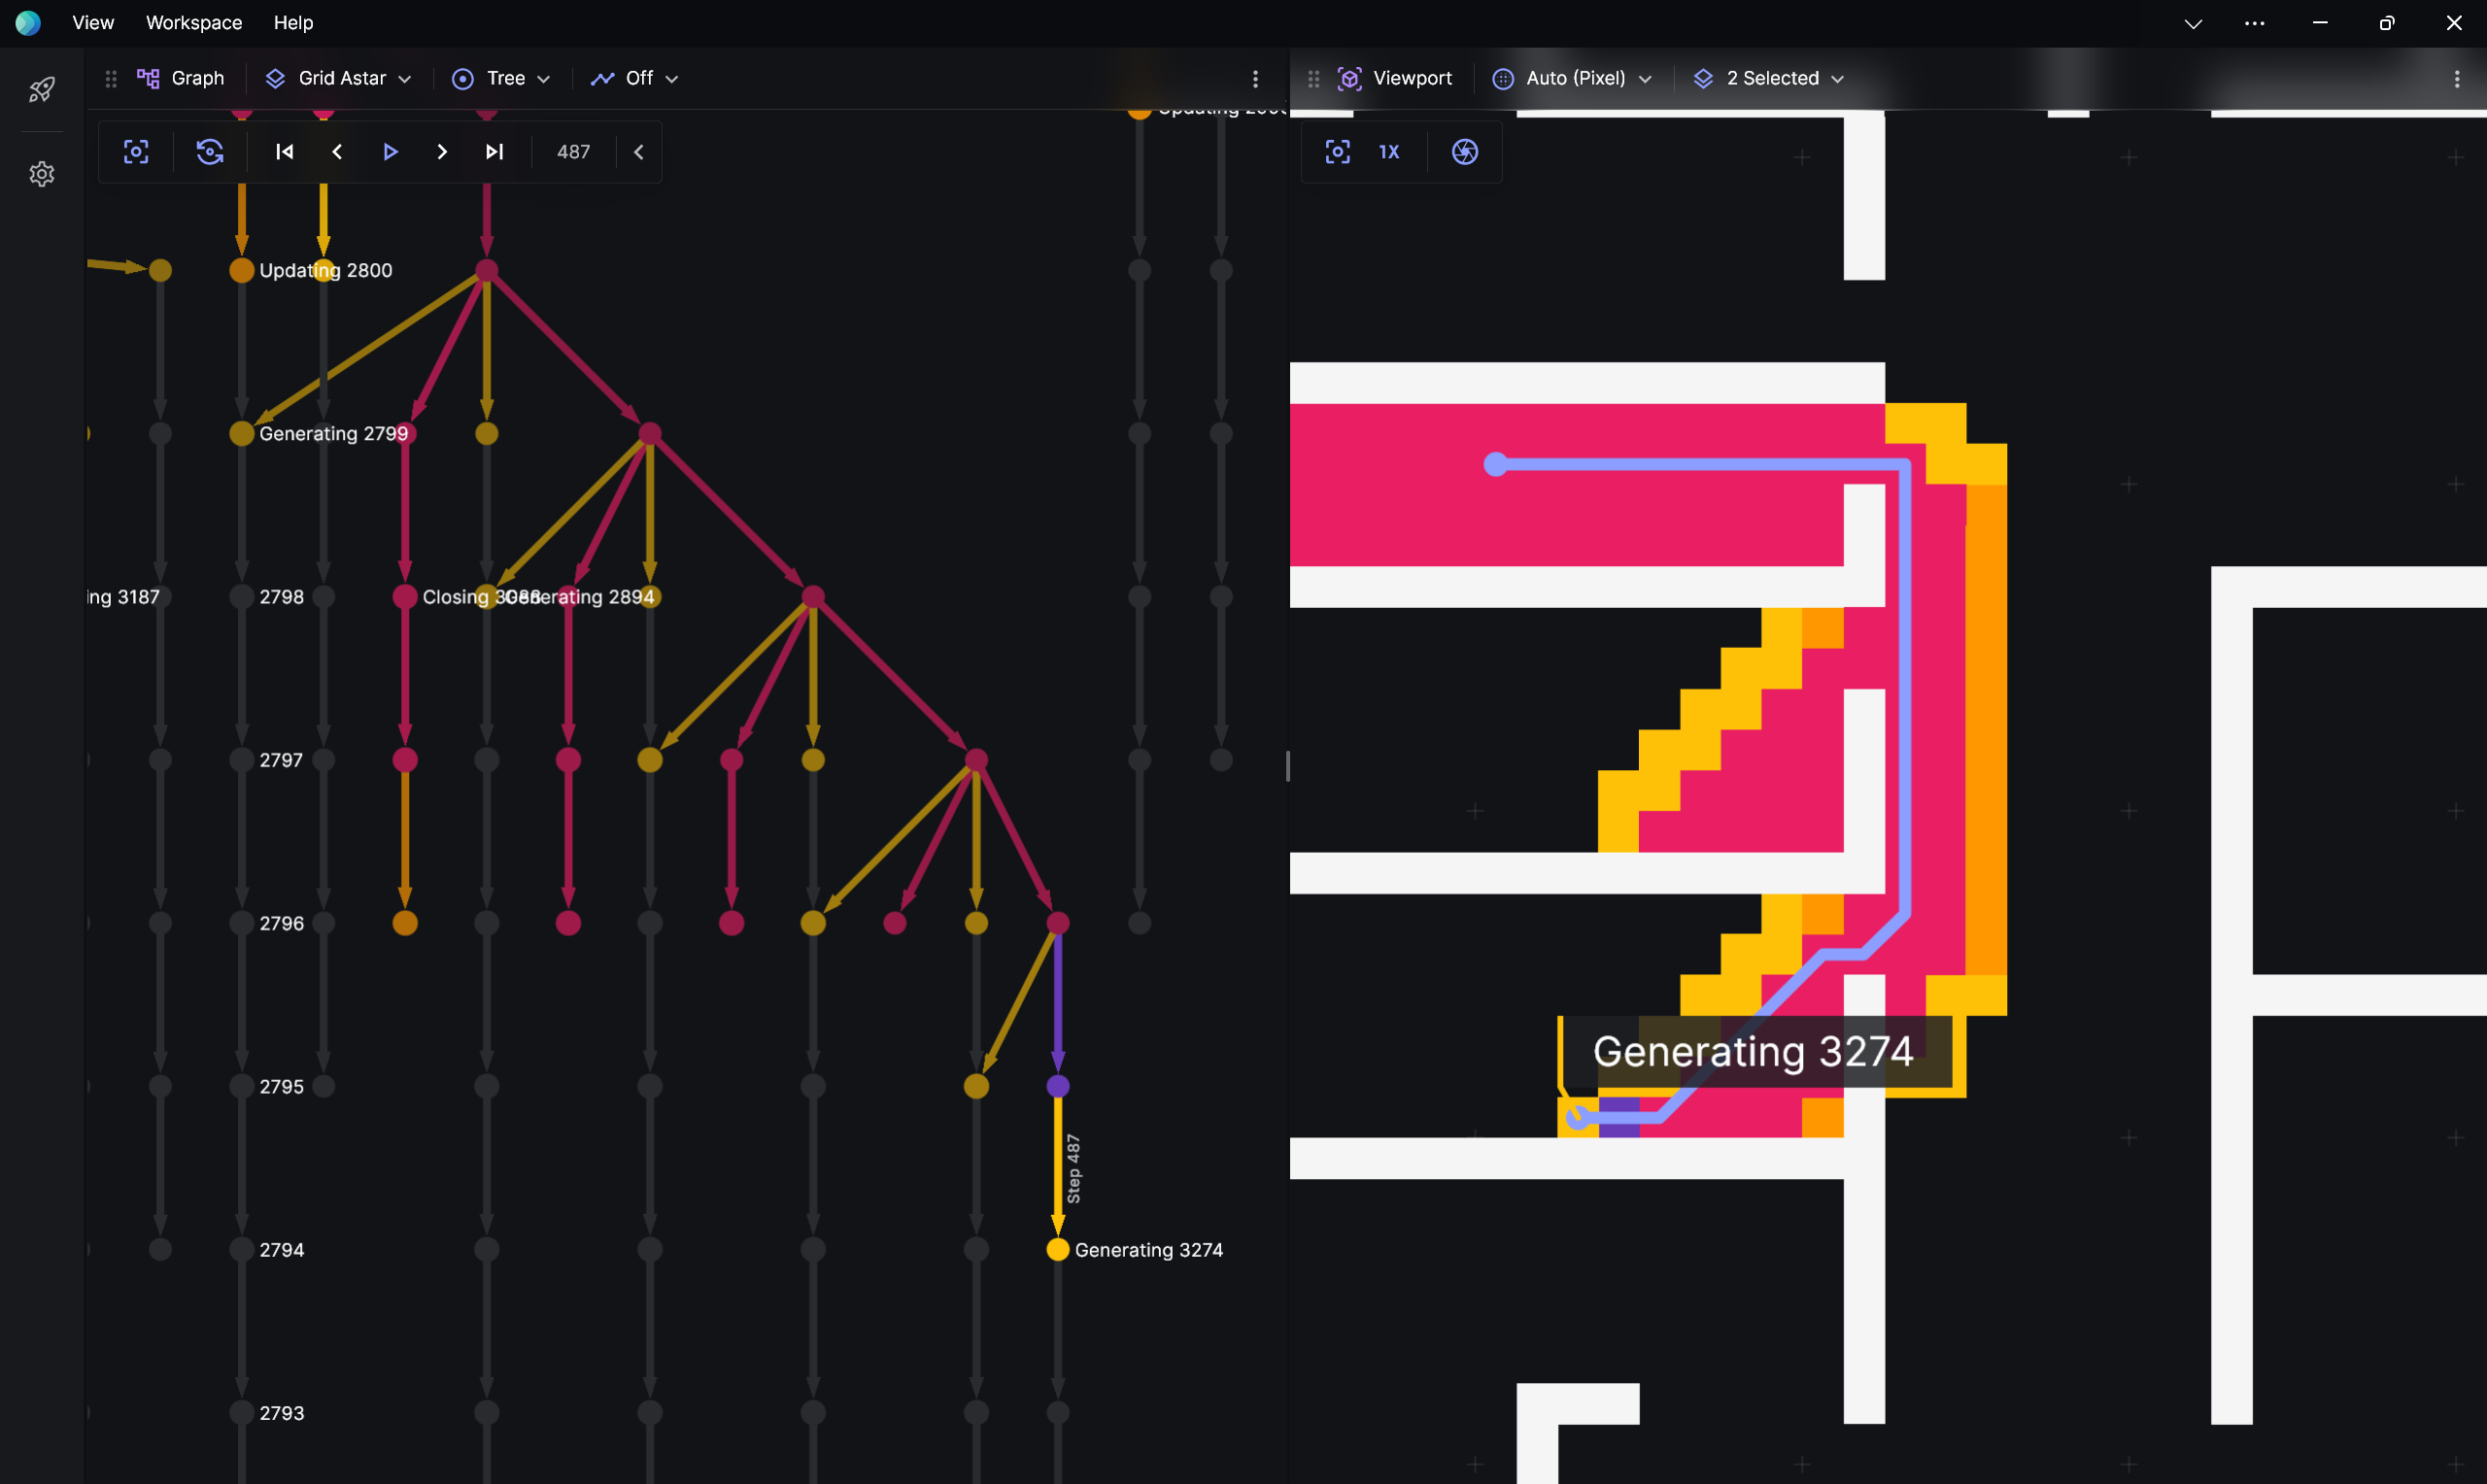 View Workspace Help
Graph Grid Astar Tree Off
Viewport Auto (Pixel) 2 Selected
487
1X
Updating 2800
Generating 2799
ing 3187
2798
Closing
Generating 2894
2797
2796
2795
Step 487
2794
Generating 3274
2793
Generating 3274